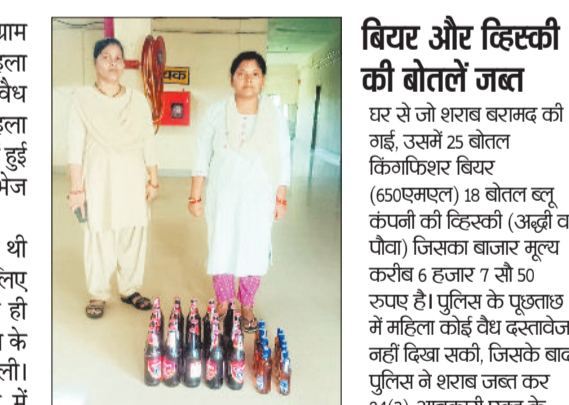 ग्राम
वैध
हुई
भेज
थी
ही
के
ली।
में
बियर और व्हिस्की
की बोतलें जब्त
घर से जो शराब बरामद की
गई, उसमें 25 बोतल
किंगफिशर बियर
(650एमएल) 18 बोतल ब्लू
कंपनी की व्हिस्की (अद्धी व
पौवा) जिसका बाजार मूल्य
करीब 6 हजार 7 सौ 50
रुपए है। पुलिस के पूछताछ
में महिला कोई वैध दस्तावेज
नहीं दिखा सकी, जिसके बाद
पुलिस ने शराब जब्त कर